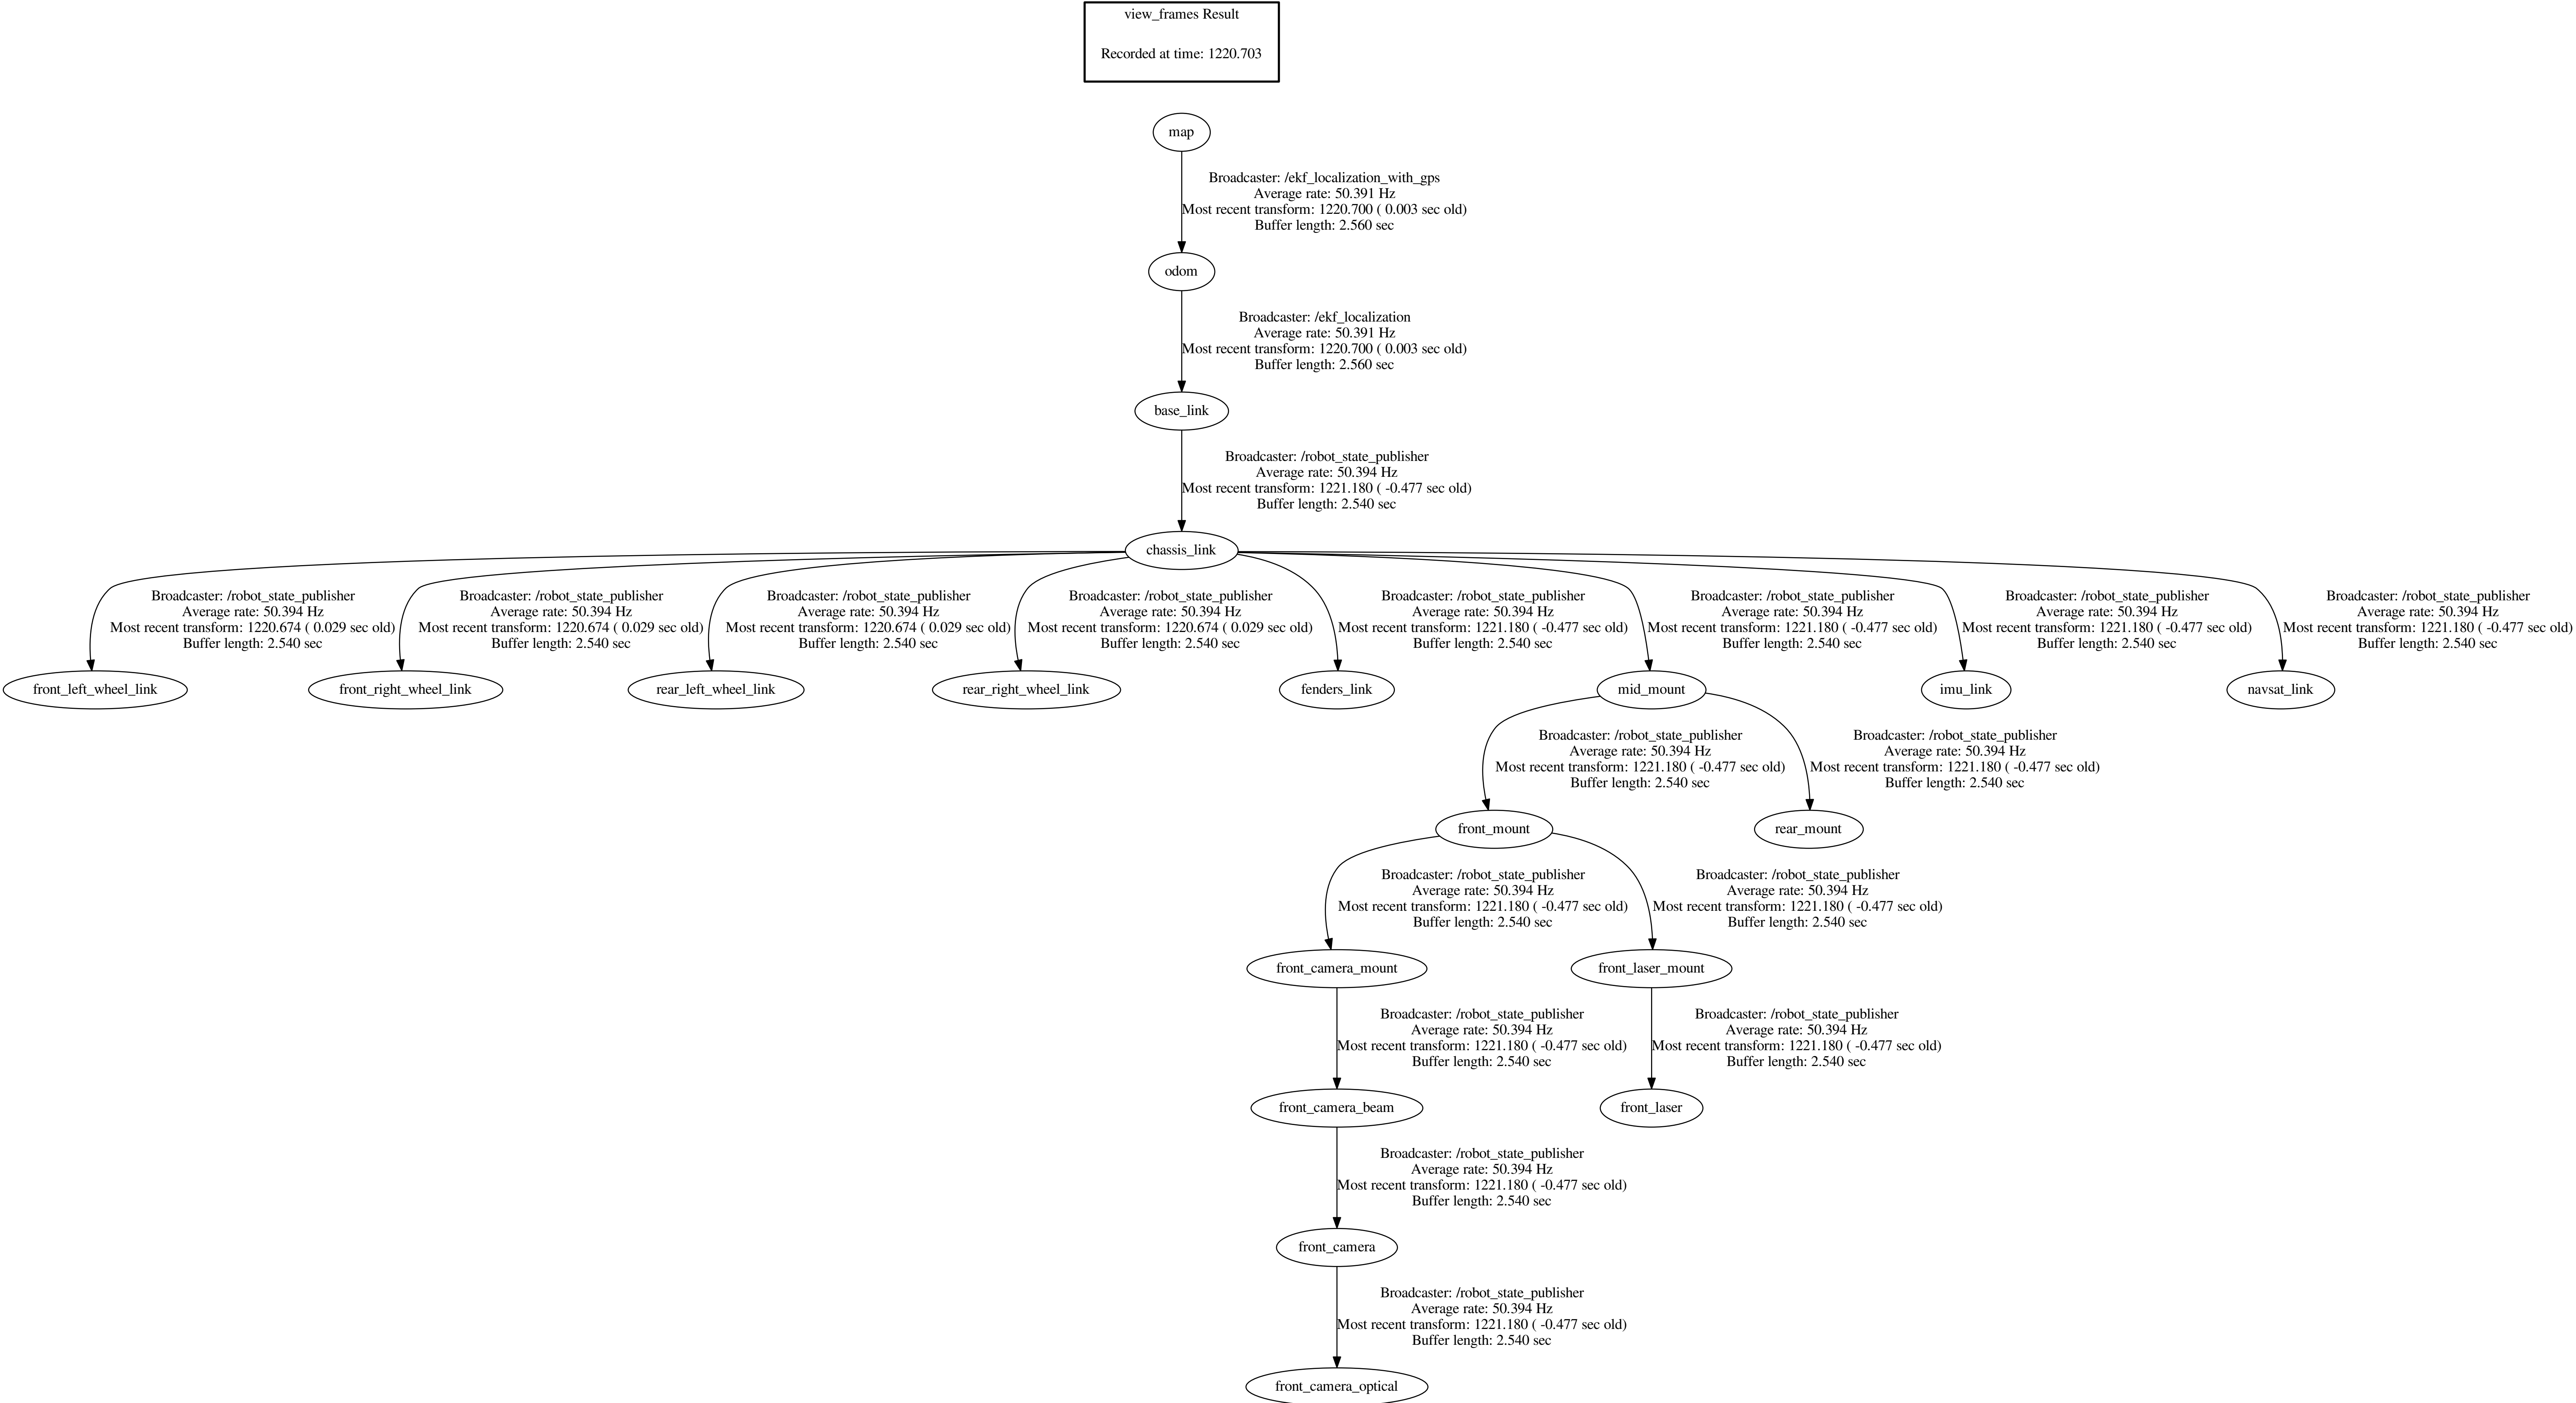 view_frames Result
Recorded at time: 1220.703
map
Broadcaster: /ekf_localization_with_gps
Average rate: 50.391 Hz
Most recent transform: 1220.700 ( 0.003 sec old)
Buffer length: 2.560 sec
odom
Broadcaster: /ekf_localization
Average rate: 50.391 Hz
Most recent transform: 1220.700 ( 0.003 sec old)
Buffer length: 2.560 sec
base_link
Broadcaster: /robot_state_publisher
Average rate: 50.394 Hz
Most recent transform: 1221.180 ( -0.477 sec old)
Buffer length: 2.540 sec
chassis_link
Broadcaster: /robot_state_publisher
Average rate: 50.394 Hz
Most recent transform: 1220.674 ( 0.029 sec old)
Buffer length: 2.540 sec
Broadcaster: /robot_state_publisher
Average rate: 50.394 Hz
Most recent transform: 1220.674 ( 0.029 sec old)
Buffer length: 2.540 sec
Broadcaster: /robot_state_publisher
Average rate: 50.394 Hz
Most recent transform: 1220.674 ( 0.029 sec old)
Buffer length: 2.540 sec
Broadcaster: /robot_state_publisher
Average rate: 50.394 Hz
Most recent transform: 1220.674 ( 0.029 sec old)
Buffer length: 2.540 sec
Broadcaster: /robot_state_publisher
Average rate: 50.394 Hz
Most recent transform: 1221.180 ( -0.477 sec old)
Buffer length: 2.540 sec
Broadcaster: /robot_state_publisher
Average rate: 50.394 Hz
Most recent transform: 1221.180 ( -0.477 sec old)
Buffer length: 2.540 sec
Broadcaster: /robot_state_publisher
Average rate: 50.394 Hz
Most recent transform: 1221.180 ( -0.477 sec old)
Buffer length: 2.540 sec
Broadcaster: /robot_state_publisher
Average rate: 50.394 Hz
Most recent transform: 1221.180 ( -0.477 sec old)
Buffer length: 2.540 sec
front_left_wheel_link
front_right_wheel_link
rear_left_wheel_link
rear_right_wheel_link
fenders_link
mid_mount
imu_link
navsat_link
Broadcaster: /robot_state_publisher
Average rate: 50.394 Hz
Most recent transform: 1221.180 ( -0.477 sec old)
Buffer length: 2.540 sec
Broadcaster: /robot_state_publisher
Average rate: 50.394 Hz
Most recent transform: 1221.180 ( -0.477 sec old)
Buffer length: 2.540 sec
front_mount
rear_mount
Broadcaster: /robot_state_publisher
Average rate: 50.394 Hz
Most recent transform: 1221.180 ( -0.477 sec old)
Buffer length: 2.540 sec
Broadcaster: /robot_state_publisher
Average rate: 50.394 Hz
Most recent transform: 1221.180 ( -0.477 sec old)
Buffer length: 2.540 sec
front_camera_mount
front_laser_mount
Broadcaster: /robot_state_publisher
Average rate: 50.394 Hz
Most recent transform: 1221.180 ( -0.477 sec old)
Buffer length: 2.540 sec
Broadcaster: /robot_state_publisher
Average rate: 50.394 Hz
Most recent transform: 1221.180 ( -0.477 sec old)
Buffer length: 2.540 sec
front_camera_beam
front_laser
Broadcaster: /robot_state_publisher
Average rate: 50.394 Hz
Most recent transform: 1221.180 ( -0.477 sec old)
Buffer length: 2.540 sec
front_camera
Broadcaster: /robot_state_publisher
Average rate: 50.394 Hz
Most recent transform: 1221.180 ( -0.477 sec old)
Buffer length: 2.540 sec
front_camera_optical